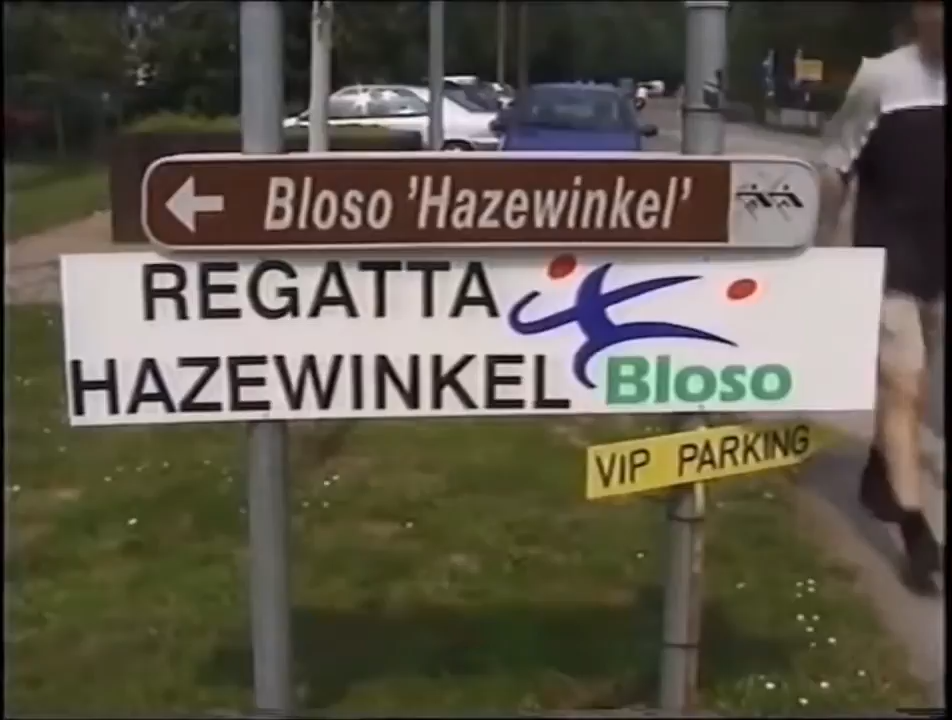 Bloso 'Hazewinkel'
REGATTA
HAZEWINKEL
Bloso
VIP PARKING